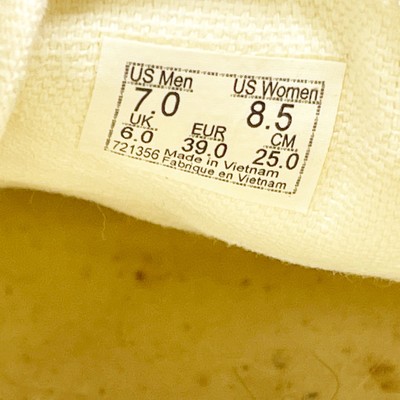 US Men US Women
7.0 8.5
UK EUR CM
6.0 39.0 25.0
721356 Made in Vietnam
Fabrique en Vietnam